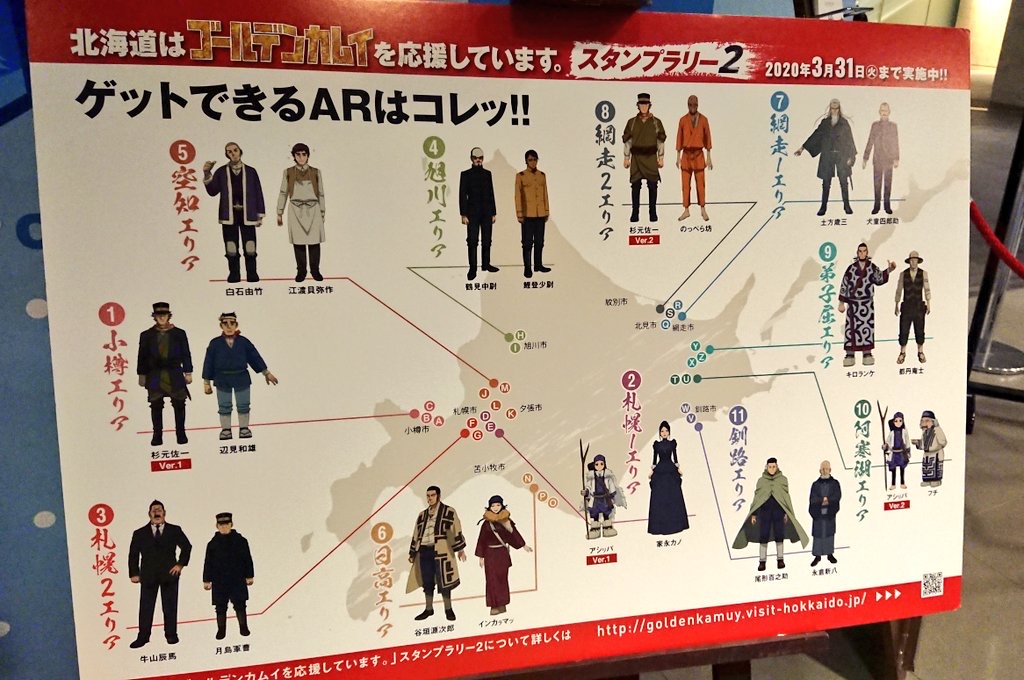 北海道はゴールデンカムイを応援しています。スタンプラリー2 2020年3月31日㊋まで実施中!!
ゲットできるARはコレッ!!
5 空知エリア
白石由竹
江渡貝弥作
4 旭川エリア
鶴見中尉
鯉登少尉
8 網走2エリア
杉元佐一
Ver.2
のっぺら坊
7 網走1エリア
土方歳三
犬童四郎助
1 小樽エリア
杉元佐一
Ver.1
辺見和雄
9 弟子屈エリア
キロランケ
都丹庵士
紋別市
北見市
網走市
R
S
Q
H
I
旭川市
Y
X
Z
T U
M
J
L
K
夕張市
札幌市
D
F
E
G
C
B A
小樽市
W
V
釧路市
苫小牧市
N
P O
2 札幌1エリア
アシㇼパ
Ver.1
家永カノ
11 釧路エリア
尾形百之助
永倉新八
10 阿寒湖エリア
アシㇼパ
Ver.2
フチ
3 札幌2エリア
牛山辰馬
月島軍曹
6 日高エリア
谷垣源次郎
インカㇻマッ
ールデンカムイを応援しています。」スタンプラリー2について詳しくは
http://goldenkamuy.visit-hokkaido.jp/ ▶▶▶